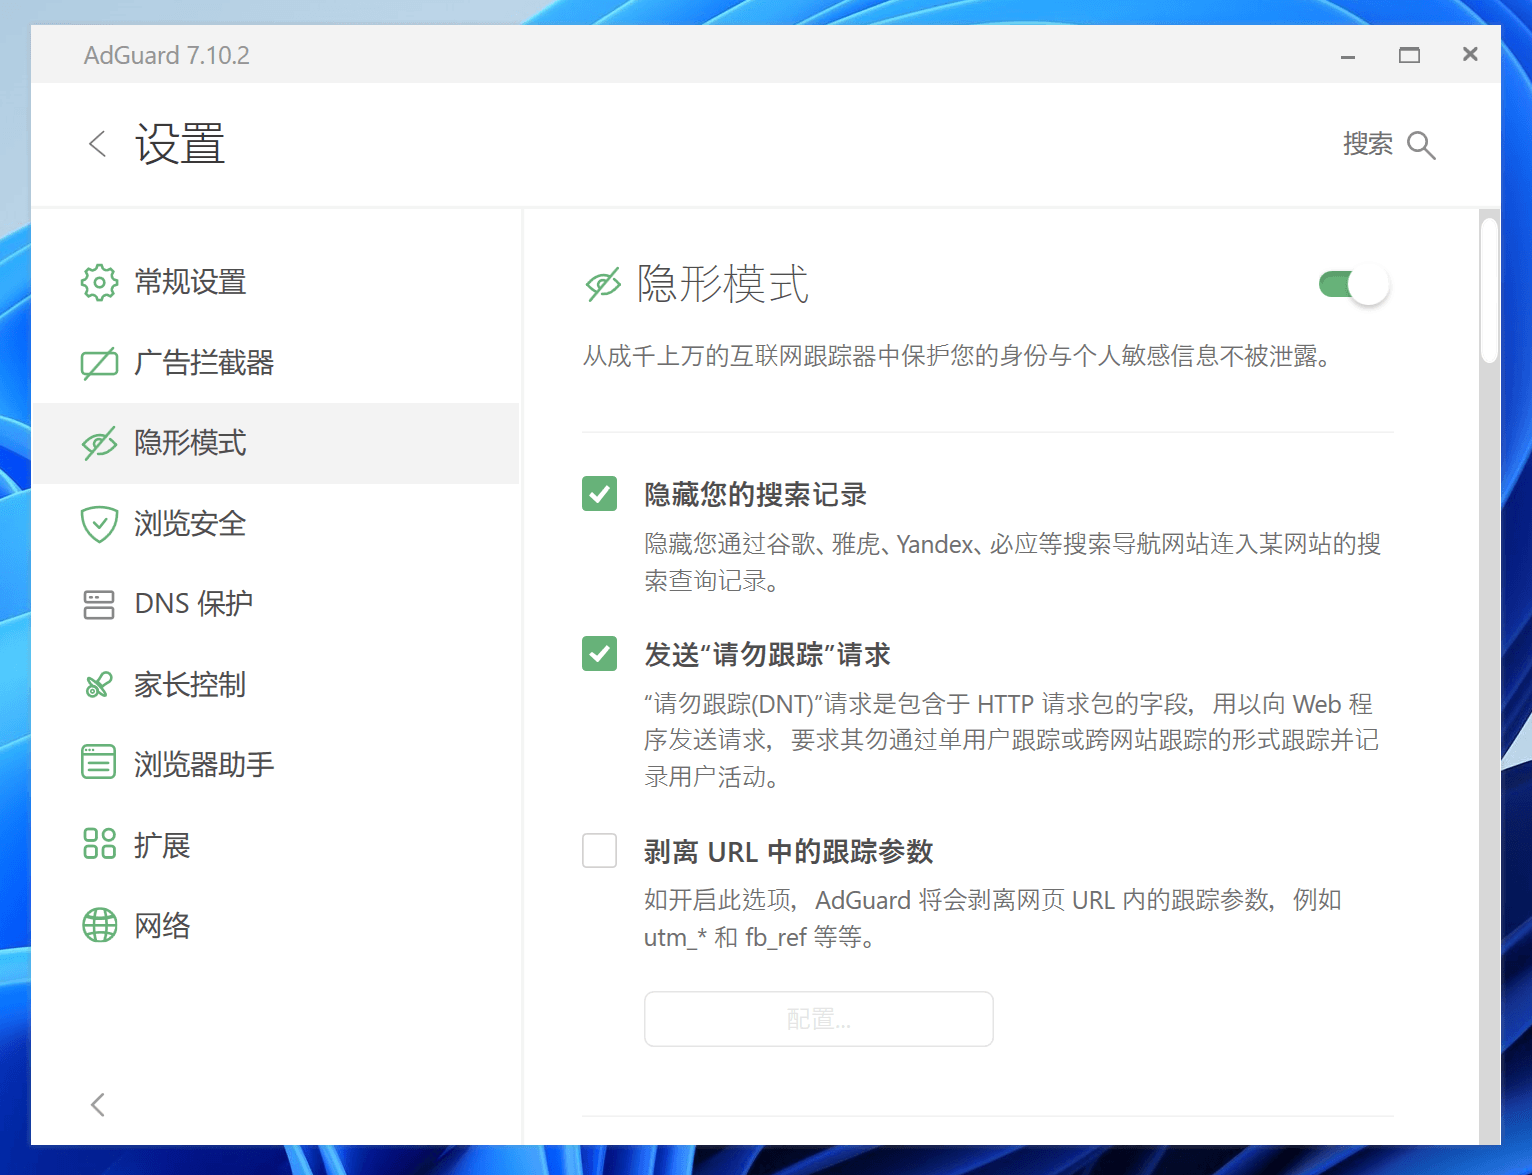 AdGuard 7.10.2
设置
搜索
常规设置
广告拦截器
隐形模式
浏览安全
DNS 保护
家长控制
浏览器助手
扩展
网络
隐形模式
从成千上万的互联网跟踪器中保护您的身份与个人敏感信息不被泄露。
隐藏您的搜索记录
隐藏您通过谷歌、雅虎、Yandex、必应等搜索导航网站连入某网站的搜
索查询记录。
发送“请勿跟踪”请求
“请勿跟踪(DNT)”请求是包含于 HTTP 请求包的字段，用以向 Web 程
序发送请求，要求其勿通过单用户跟踪或跨网站跟踪的形式跟踪并记
录用户活动。
剥离 URL 中的跟踪参数
如开启此选项，AdGuard 将会剥离网页 URL 内的跟踪参数，例如
utm_* 和 fb_ref 等等。
配置...